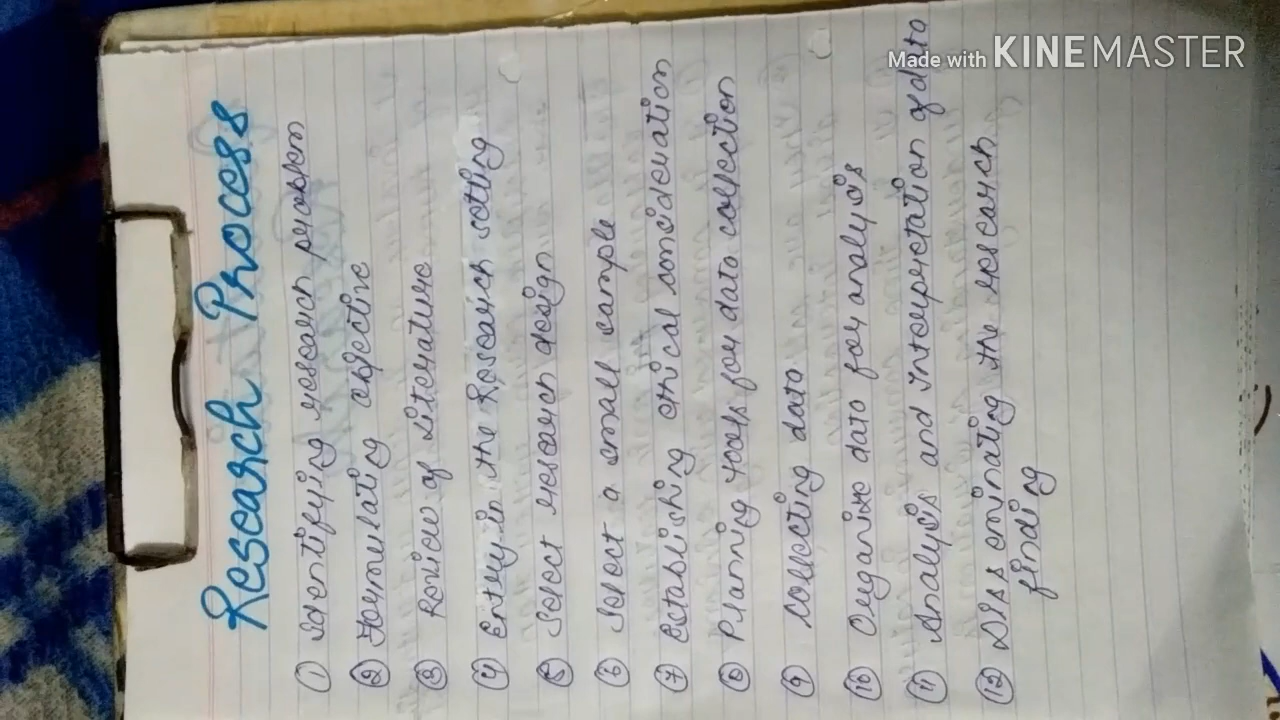 Research Process
① Identifying research problem
② Formulating objective
③ Review of Literature
④ Entry in the Research setting
⑤ Select research design
⑥ Select a small sample
⑦ Establishing ethical consideration
⑧ Planning tools for data collection
⑨ collecting data
⑩ Organise data for analysis
⑪ Analysis and interpretation of data
⑫ Disseminating the research
finding
Made with KINEMASTER